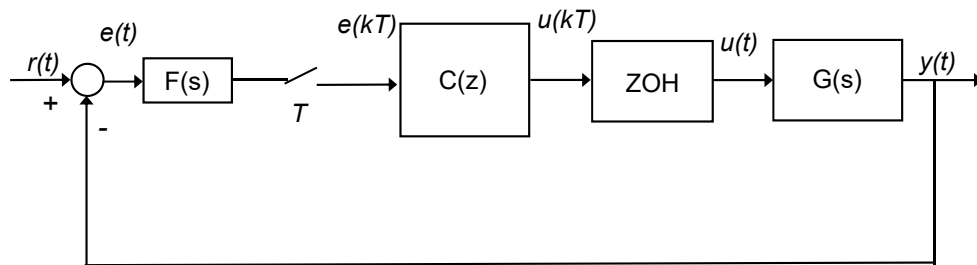 r(t)
+
-
e(t)
F(s)
T
e(kT)
C(z)
u(kT)
ZOH
u(t)
G(s)
y(t)